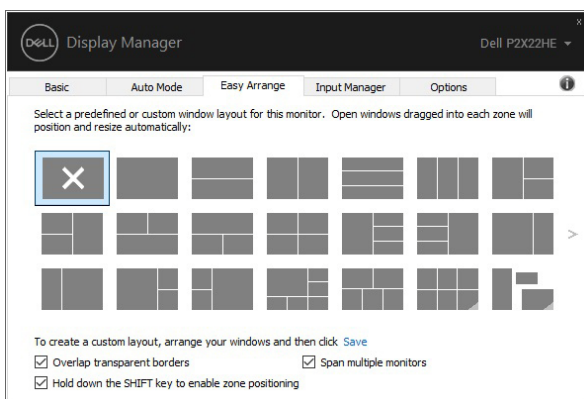 DELL Display Manager
Dell P2X22HE
Basic Auto Mode Easy Arrange Input Manager Options
Select a predefined or custom window layout for this monitor. Open windows dragged into each zone will
position and resize automatically:
To create a custom layout, arrange your windows and then click Save
Overlap transparent borders
Span multiple monitors
Hold down the SHIFT key to enable zone positioning